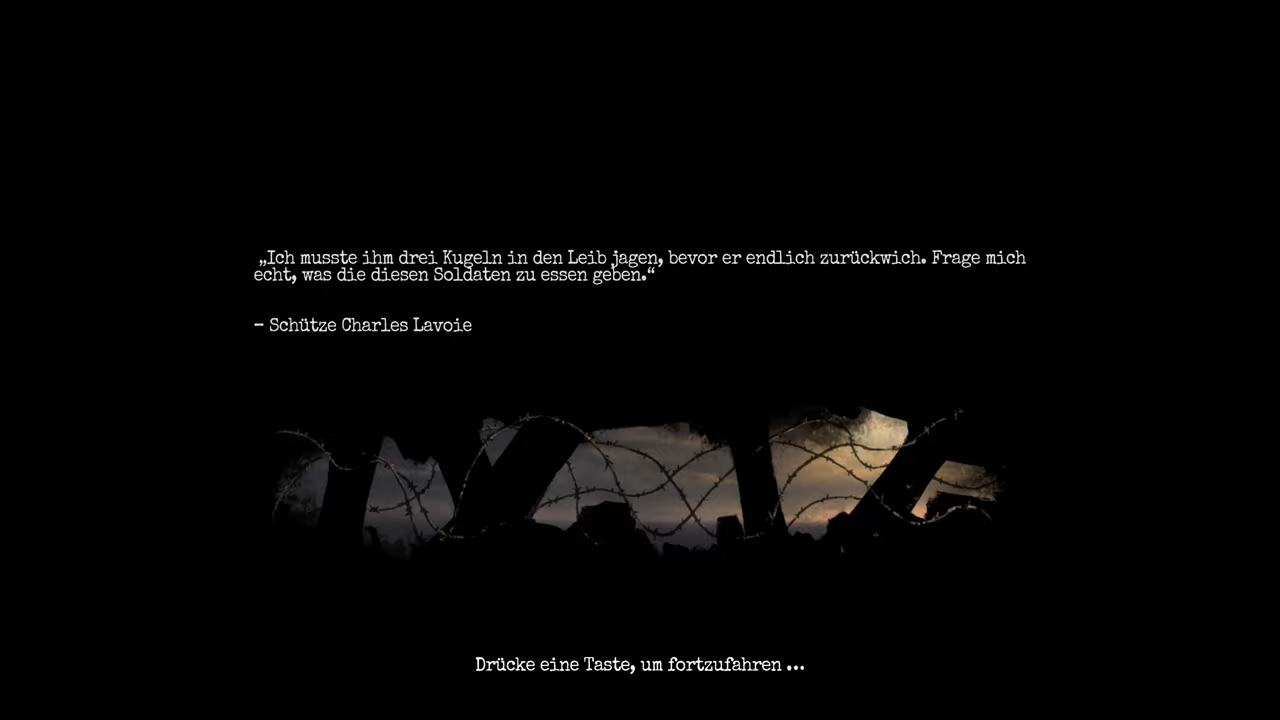 „Ich musste ihm drei Kugeln in den Leib jagen, bevor er endlich zurückwich. Frage mich
echt, was die diesen Soldaten zu essen geben.“
– Schütze Charles Lavoie
Drücke eine Taste, um fortzufahren ...